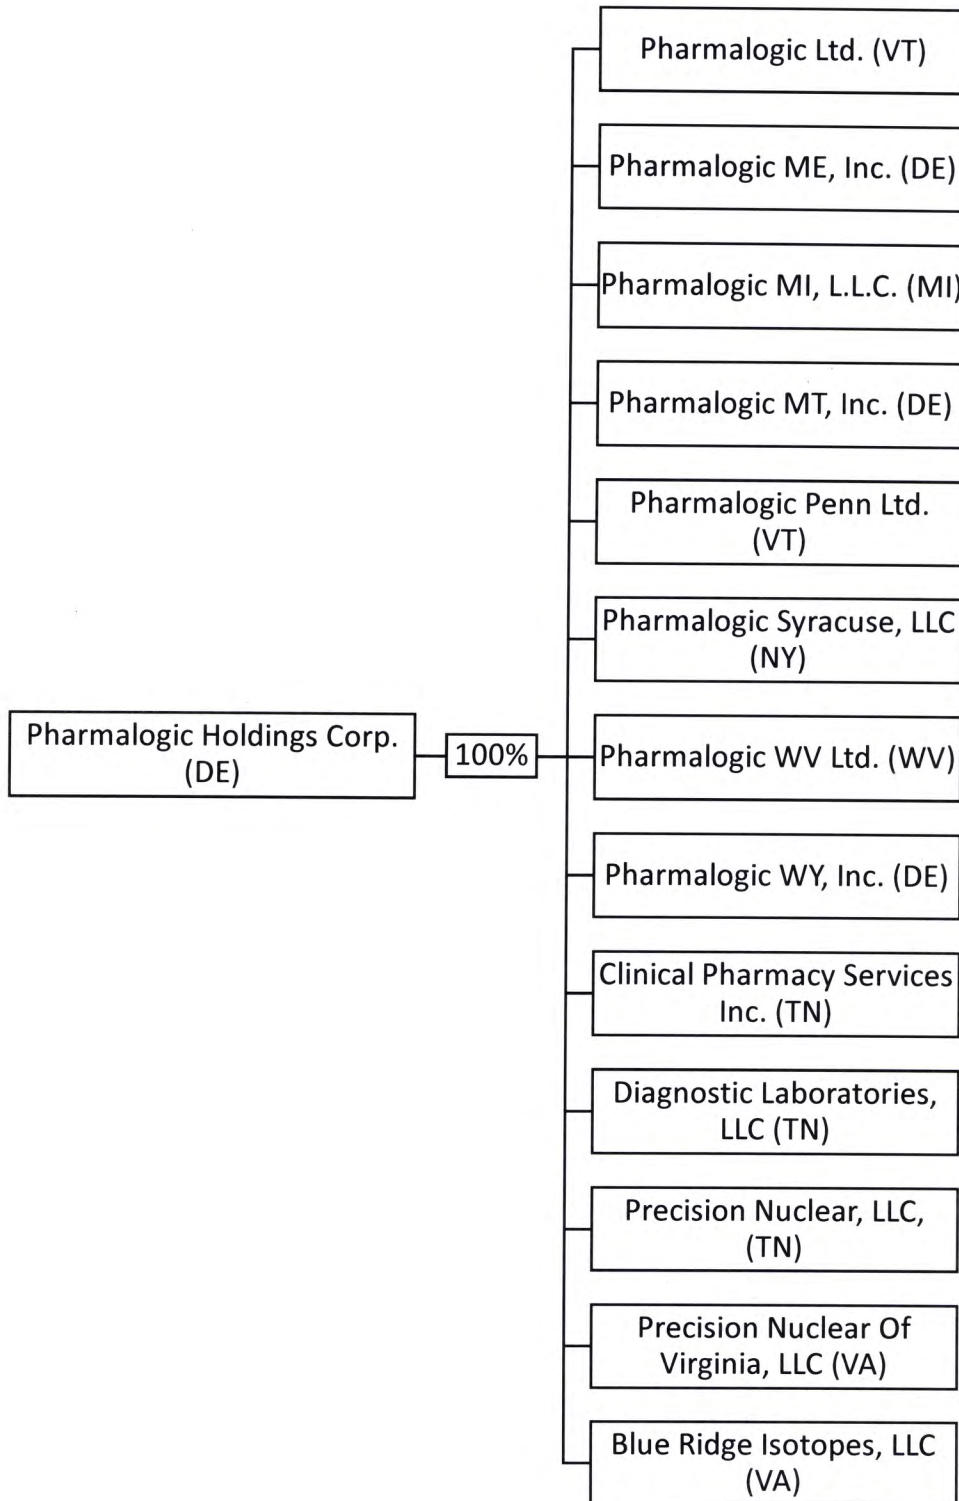 Pharmalogic Ltd. (VT)
Pharmalogic ME, Inc. (DE)
Pharmalogic MI, L.L.C. (MI)
Pharmalogic MT, Inc. (DE)
Pharmalogic Penn Ltd.
(VT)
Pharmalogic Syracuse, LLC
(NY)
Pharmalogic Holdings Corp.
(DE)
100%
Pharmalogic WV Ltd. (WV)
Pharmalogic WY, Inc. (DE)
Clinical Pharmacy Services
Inc. (TN)
Diagnostic Laboratories,
LLC (TN)
Precision Nuclear, LLC,
(TN)
Precision Nuclear Of
Virginia, LLC (VA)
Blue Ridge Isotopes, LLC
(VA)